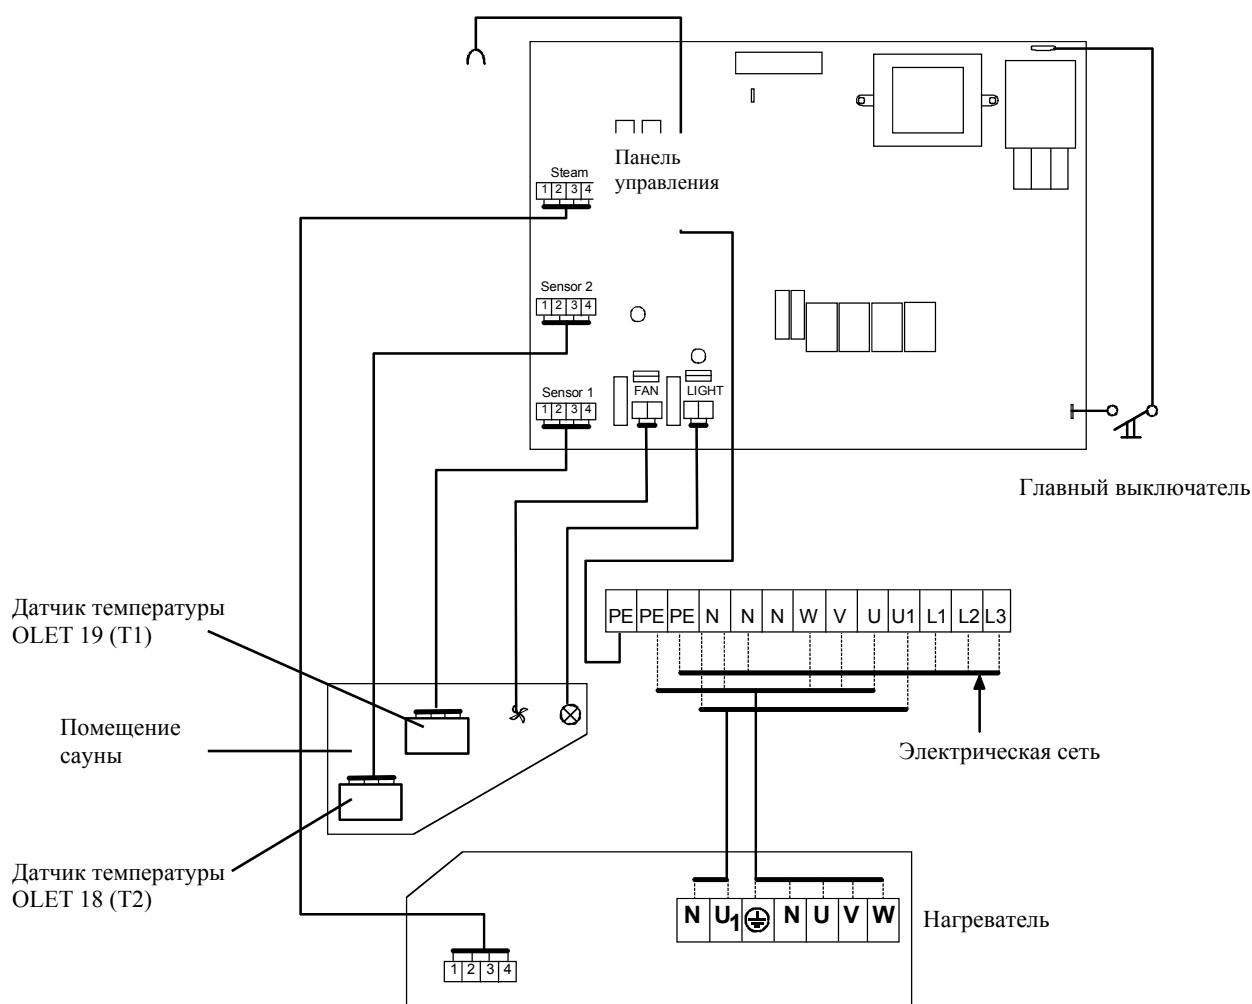 Панель
управления
Steam
1 2 3 4
Sensor 2
1 2 3 4
Sensor 1
1 2 3 4
FAN
LIGHT
Главный выключатель
PE PE PE N N N W V U U1 L1 L2 L3
Датчик температуры
OLET 19 (T1)
Помещение
сауны
Электрическая сеть
Датчик температуры
OLET 18 (T2)
N U1 N U V W
Нагреватель
1 2 3 4